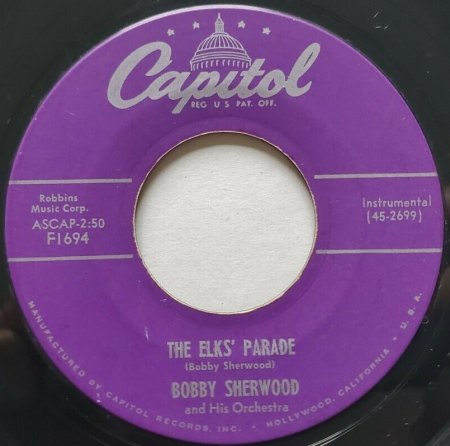 Capitol
REG. U.S. PAT. OFF.
Robbins
Music Corp.
ASCAP-2:50
F1694
Instrumental
(45-2699)
THE ELKS' PARADE
(Bobby Sherwood)
BOBBY SHERWOOD
and His Orchestra
MANUFACTURED BY CAPITOL RECORDS, INC. • HOLLYWOOD, CALIFORNIA • U.S.A.